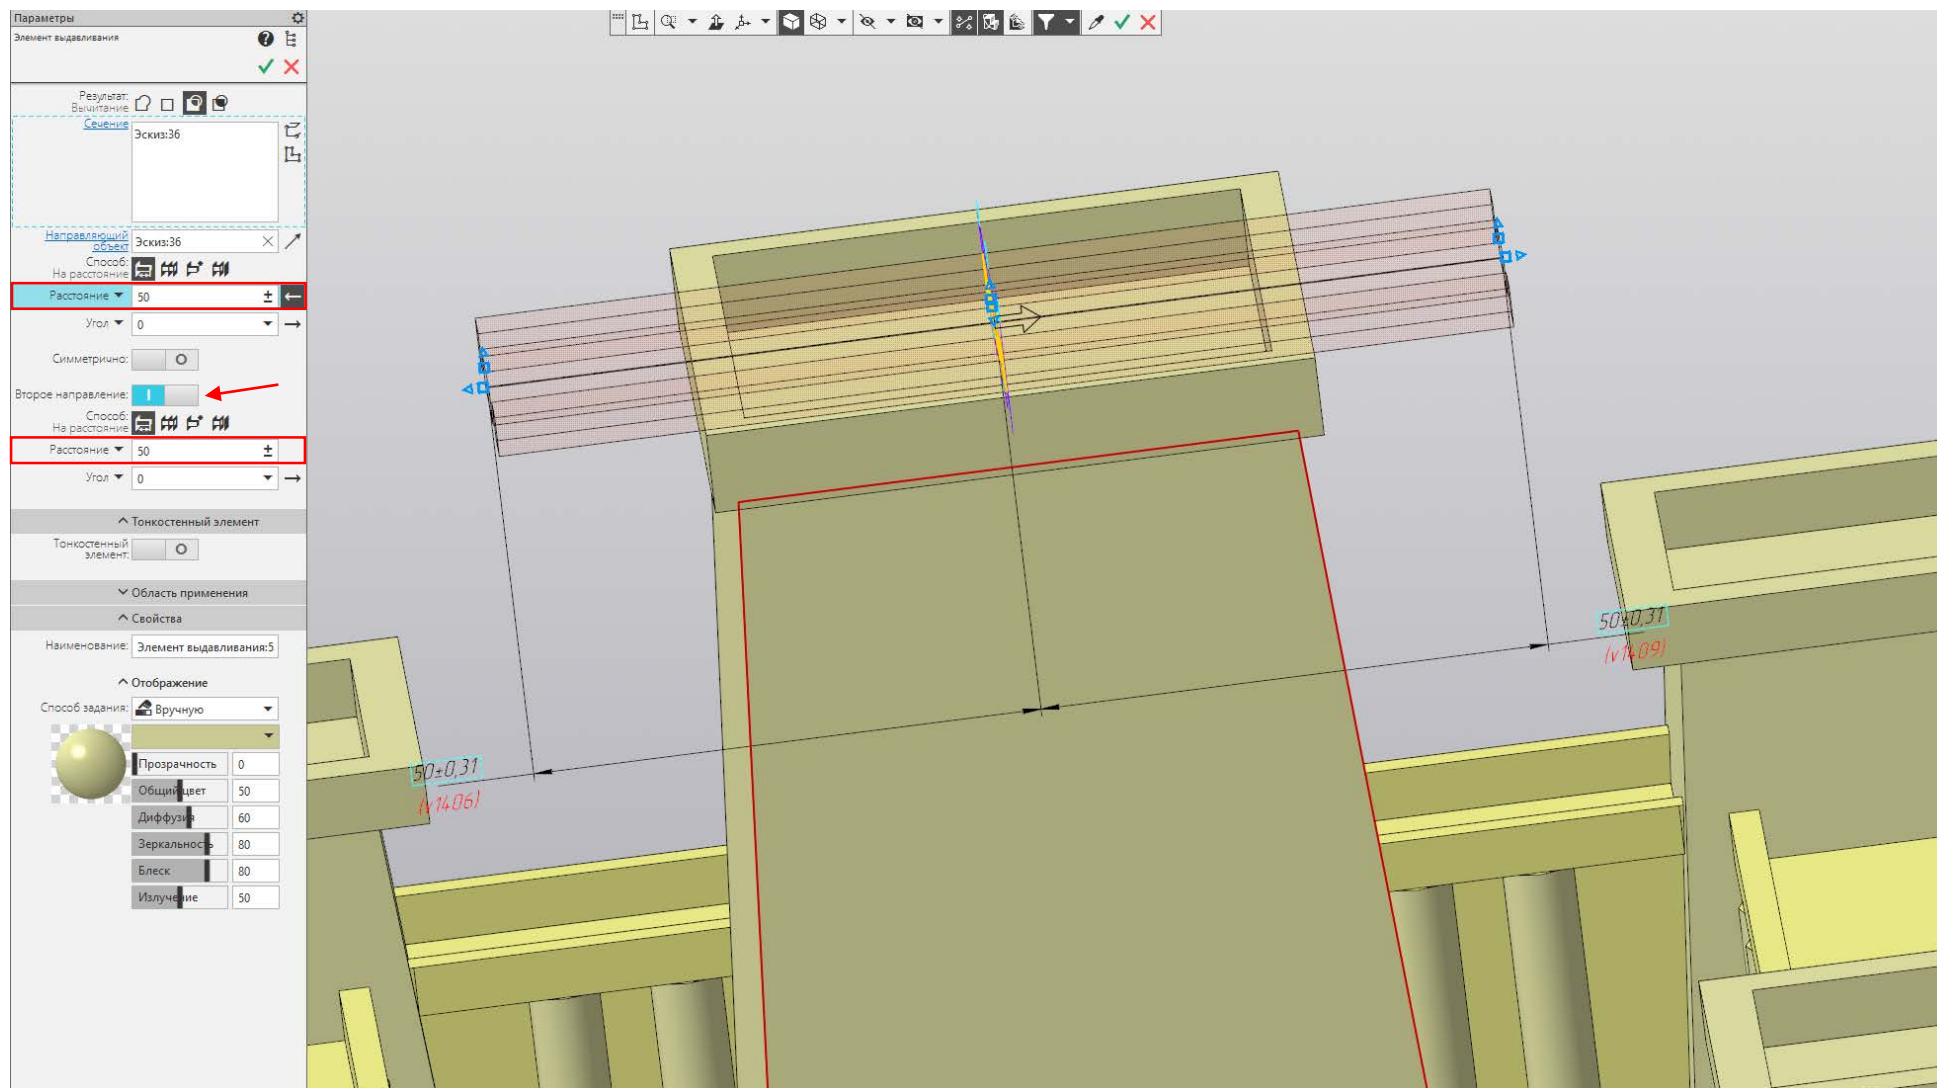 Параметры
Элемент выдавливания
Результат:
Вычитание
Сечение
Эскиз:36
Направляющий
объект
Эскиз:36
Способ:
На расстояние
Расстояние
50
Угол
0
Симметрично:
Второе направление:
Способ:
На расстояние
Расстояние
50
Угол
0
Тонкостенный элемент
Тонкостенный
элемент:
Область применения
Свойства
Наименование:
Элемент выдавливания:5
Отображение
Способ задания:
Вручную
Прозрачность
0
Общий цвет
50
Диффузия
60
Зеркальность
80
Блеск
80
Излучение
50
50±0,31
(v1409)
50±0,31
(v1406)